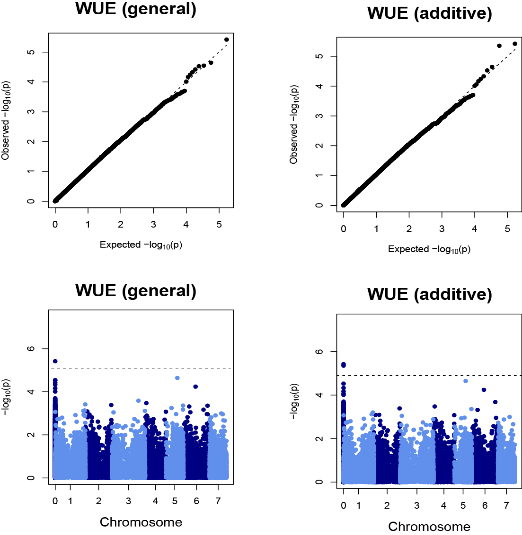 WUE (general)
WUE (additive)
Observed −log10(p)
5
4
3
2
1
0
0 1 2 3 4 5
Expected −log10(p)
Observed −log10(p)
5
4
3
2
1
0
0 1 2 3 4 5
Expected −log10(p)
WUE (general)
WUE (additive)
−log10(p)
6
4
2
0
0 1 2 3 4 5 6 7
Chromosome
−log10(p)
6
4
2
0
0 1 2 3 4 5 6 7
Chromosome